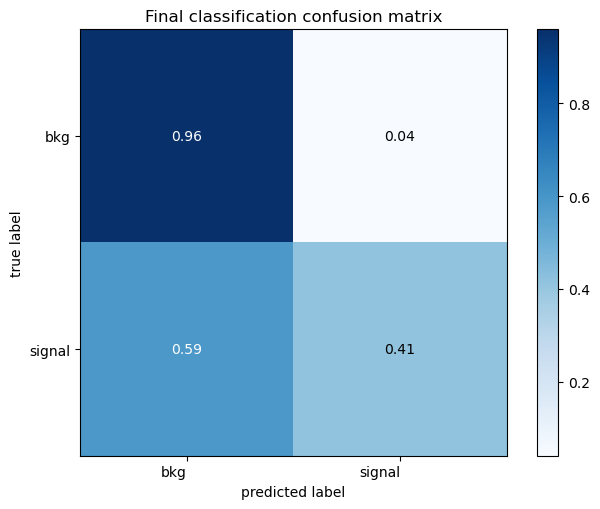 Final classification confusion matrix
true label
bkg
signal
0.96
0.04
0.59
0.41
bkg
signal
predicted label
0.8
0.6
0.4
0.2